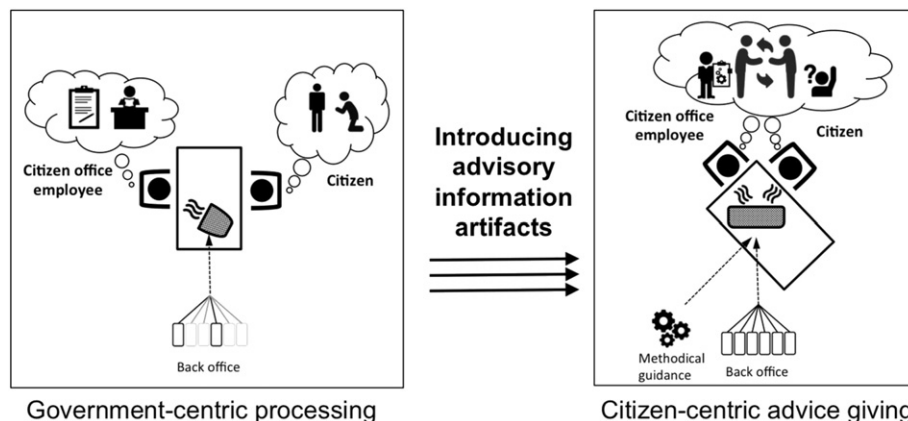 Citizen office
employee
Citizen
Back office
Government-centric processing
Introducing
advisory
information
artifacts
?
Citizen office
employee
Citizen
Methodical
guidance
Back office
Citizen-centric advice giving